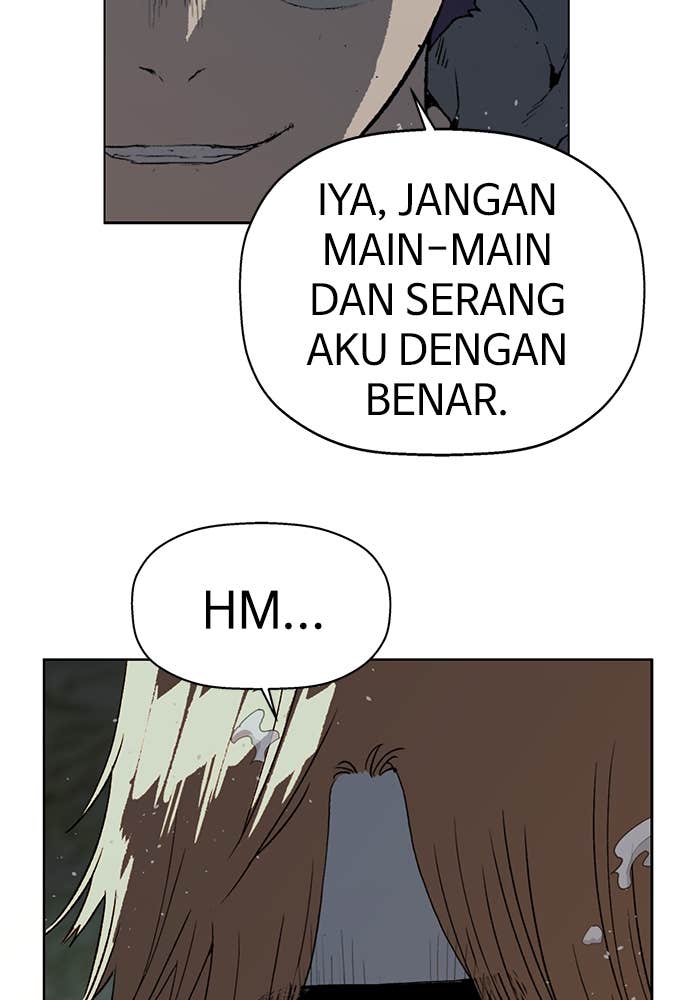 IYA, JANGAN
MAIN-MAIN
DAN SERANG
AKU DENGAN
BENAR.
HM...